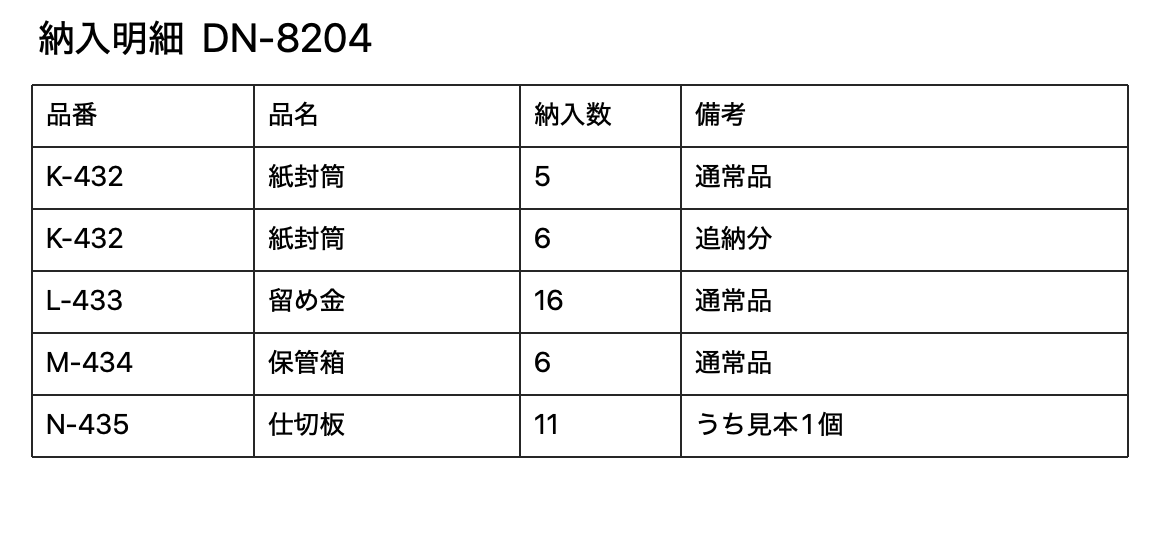 納入明細 DN-8204
品番 品名 納入数 備考
K-432 紙封筒 5 通常品
K-432 紙封筒 6 追納分
L-433 留め金 16 通常品
M-434 保管箱 6 通常品
N-435 仕切板 11 うち見本1個